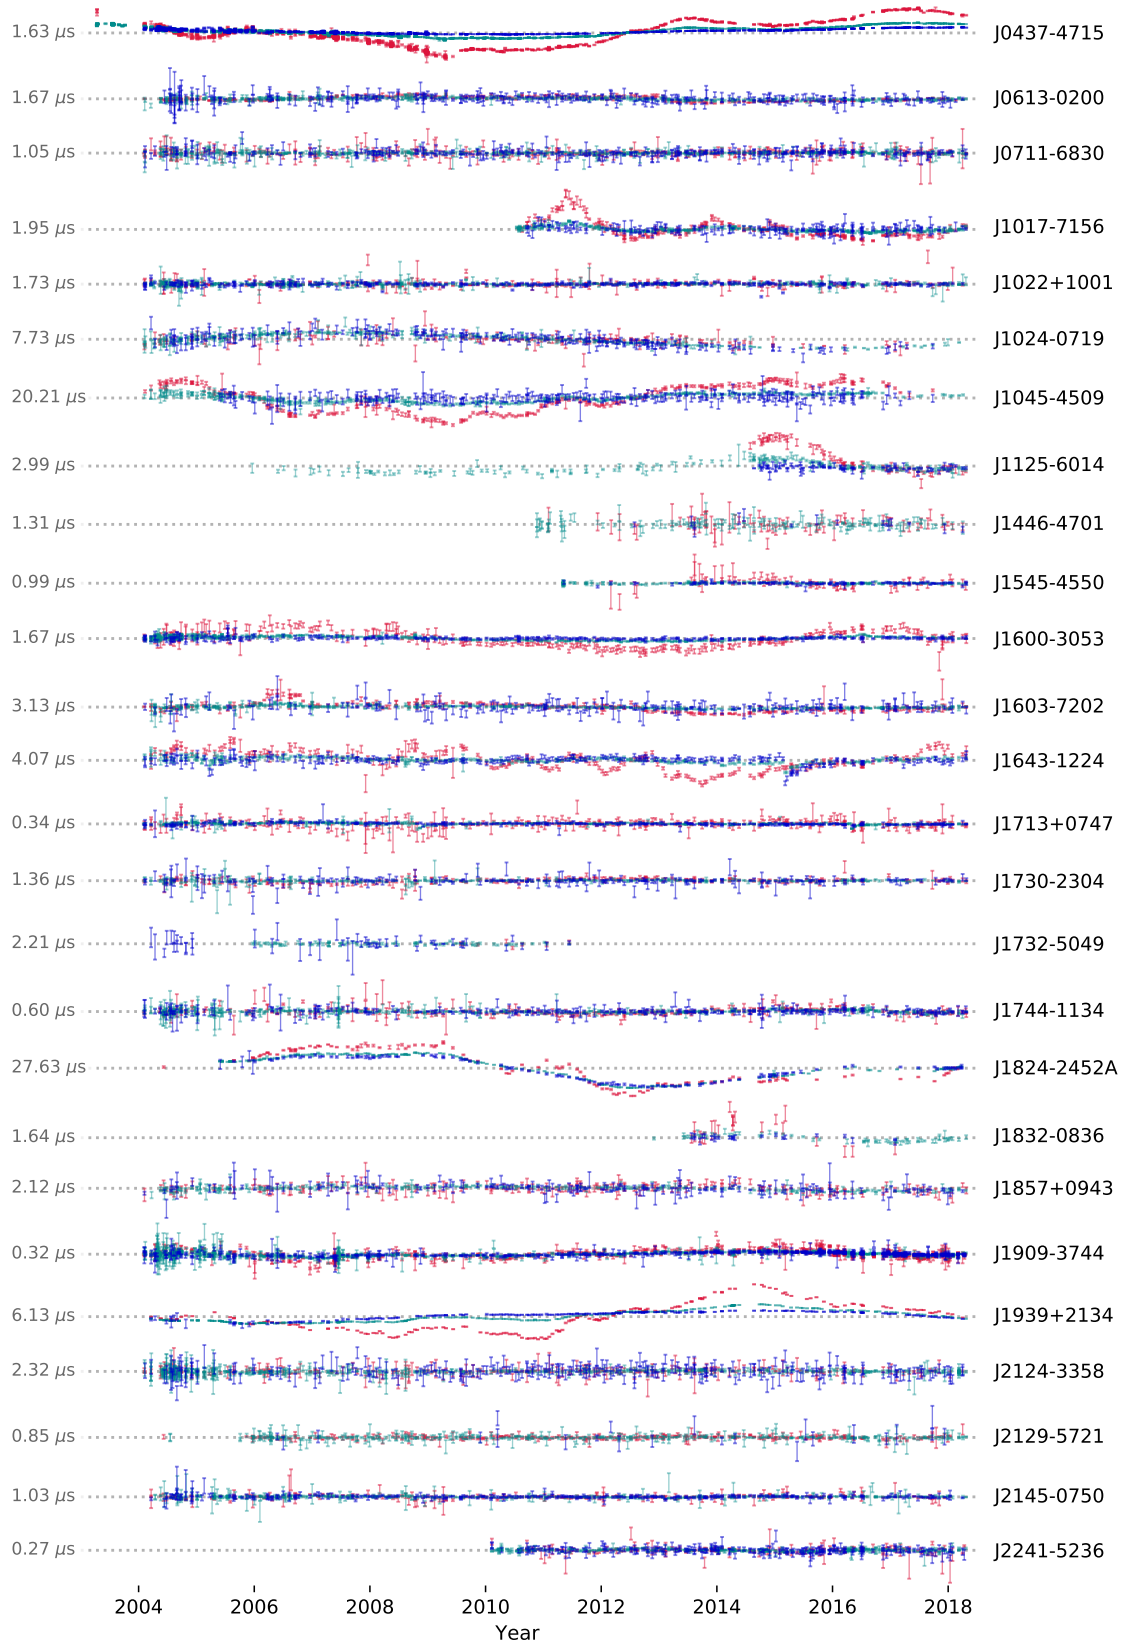 1.63 μs J0437-4715
1.67 μs J0613-0200
1.05 μs J0711-6830
1.95 μs J1017-7156
1.73 μs J1022+1001
7.73 μs J1024-0719
20.21 μs J1045-4509
2.99 μs J1125-6014
1.31 μs J1446-4701
0.99 μs J1545-4550
1.67 μs J1600-3053
3.13 μs J1603-7202
4.07 μs J1643-1224
0.34 μs J1713+0747
1.36 μs J1730-2304
2.21 μs J1732-5049
0.60 μs J1744-1134
27.63 μs J1824-2452A
1.64 μs J1832-0836
2.12 μs J1857+0943
0.32 μs J1909-3744
6.13 μs J1939+2134
2.32 μs J2124-3358
0.85 μs J2129-5721
1.03 μs J2145-0750
0.27 μs J2241-5236
2004 2006 2008 2010 2012 2014 2016 2018
Year